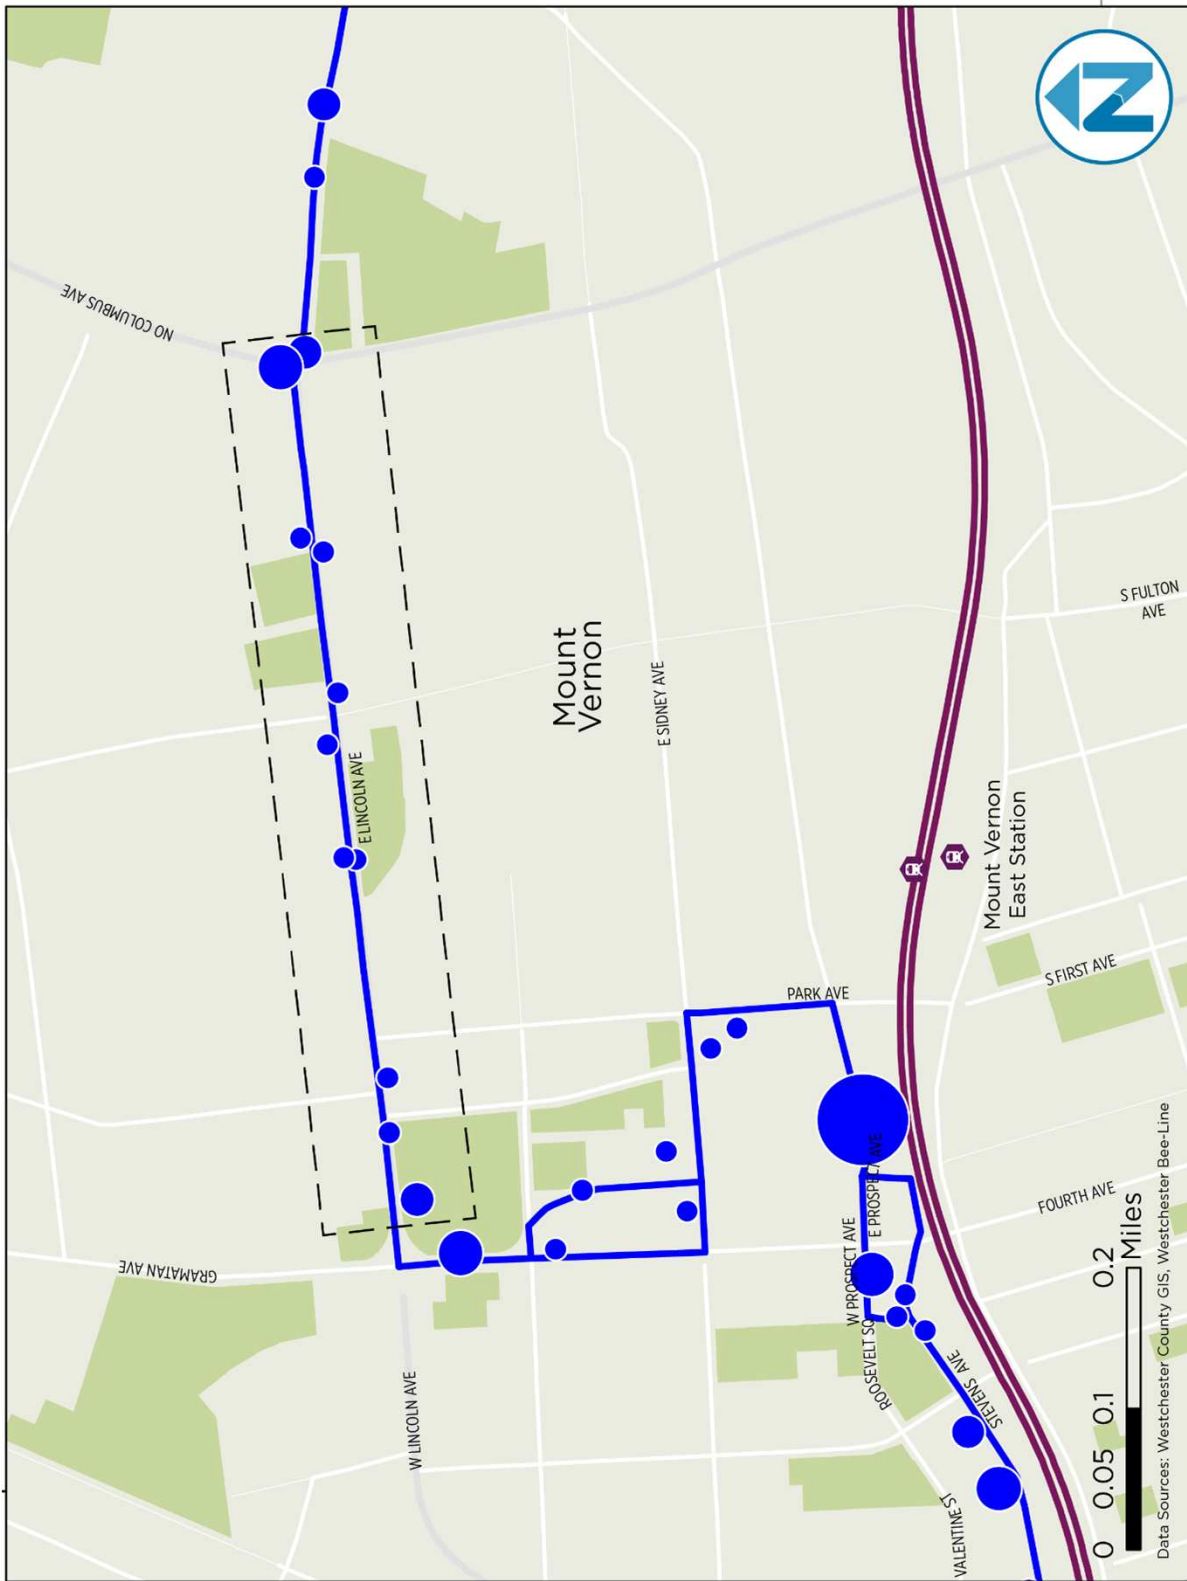 NO COLUMBUS AVE
N
E LINCOLN AVE
Mount
Vernon
E SIDNEY AVE
S FULTON
AVE
GRAMATAN AVE
W LINCOLN AVE
PARK AVE
Mount Vernon
East Station
S FIRST AVE
E PROSPECT AVE
W PROSPECT AVE
ROOSEVELT SQ
STEVENS AVE
VALENTINE ST
FOURTH AVE
0 0.05 0.1 0.2
Miles
Data Sources: Westchester County GIS, Westchester Bee-Line